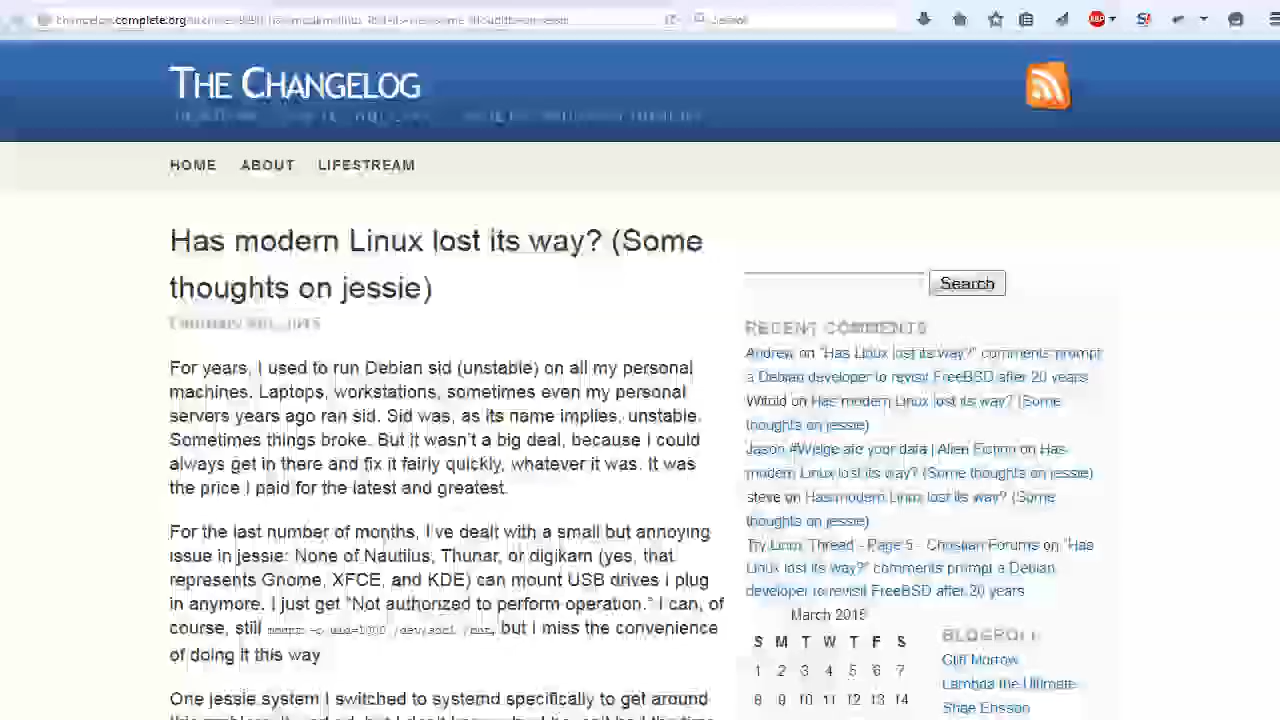 complete.org
Search
THE CHANGELOG
HOME ABOUT LIFESTREAM
Has modern Linux lost its way? (Some
thoughts on jessie)
For years, I used to run Debian sid (unstable) on all my personal
machines. Laptops, workstations, sometimes even my personal
servers years ago ran sid. Sid was, as its name implies, unstable.
Sometimes things broke. But it wasn't a big deal, because I could
always get in there and fix it fairly quickly, whatever it was. It was
the price I paid for the latest and greatest.
For the last number of months, I've dealt with a small but annoying
issue in jessie: None of Nautilus, Thunar, or digikam (yes, that
represents Gnome, XFCE, and KDE) can mount USB drives I plug
in anymore. I just get "Not authorized to perform operation." I can, of
course, still but I miss the convenience
of doing it this way
One jessie system I switched to systemd specifically to get around
Search
RECENT COMMENTS
Andrew on "Has Linux lost its way?" comments prompt
a Debian developer to revisit FreeBSD after 20 years
Witold on Has modern Linux lost its way? (Some
thoughts on jessie)
Jason #Welge ate your data | Alien Fiction on Has
modern Linux lost its way? (Some thoughts on jessie)
steve on Has modern Linux lost its way? (Some
thoughts on jessie)
Try Linux Thread - Page 5 - Christian Forums on "Has
Linux lost its way?" comments prompt a Debian
developer to revisit FreeBSD after 20 years
March 2015
S M T W T F S
1 2 3 4 5 6 7
8 9 10 11 12 13 14
BLOGROLL
Cliff Morrow
Lambda the Ultimate